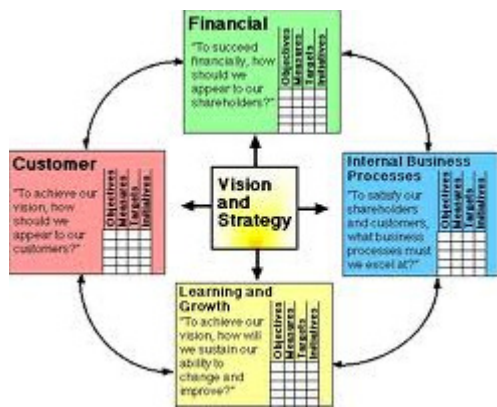 Financial
"To succeed
financially, how
should we
appear to our
shareholders?"
Objectives
Measures
Targets
Initiatives
Customer
"To achieve our
vision, how
should we
appear to our
customers?"
Objectives
Measures
Targets
Initiatives
Vision
and
Strategy
Internal Business
Processes
"To satisfy our
shareholders
and customers,
what business
processes must
we excel at?"
Objectives
Measures
Targets
Initiatives
Learning and
Growth
"To achieve our
vision, how will
we sustain our
ability to
change and
improve?"
Objectives
Measures
Targets
Initiatives